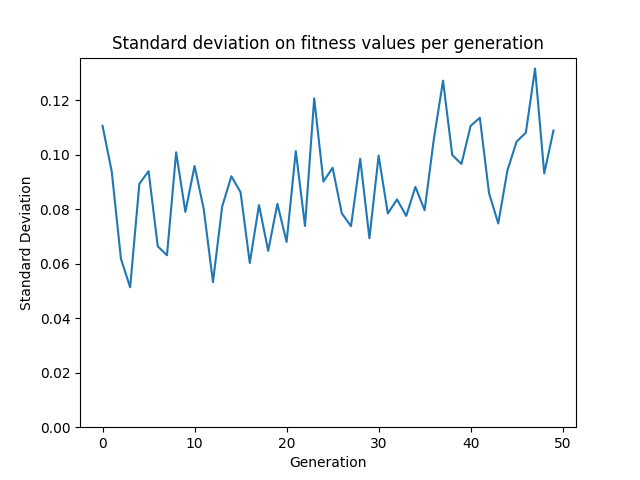 Standard deviation on fitness values per generation
0.12
0.10
0.08
0.06
0.04
0.02
0.00
Standard Deviation
0 10 20 30 40 50
Generation